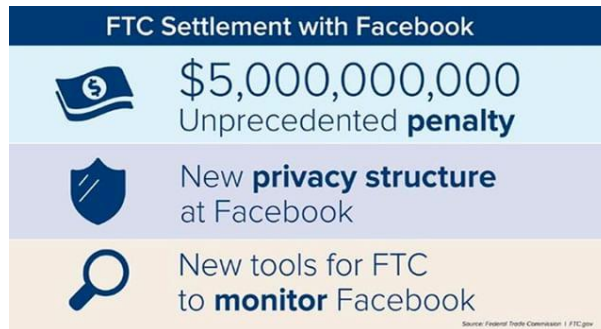 FTC Settlement with Facebook
$
$5,000,000,000
Unprecedented penalty
New privacy structure
at Facebook
New tools for FTC
to monitor Facebook
Source: Federal Trade Commission | FTC.gov